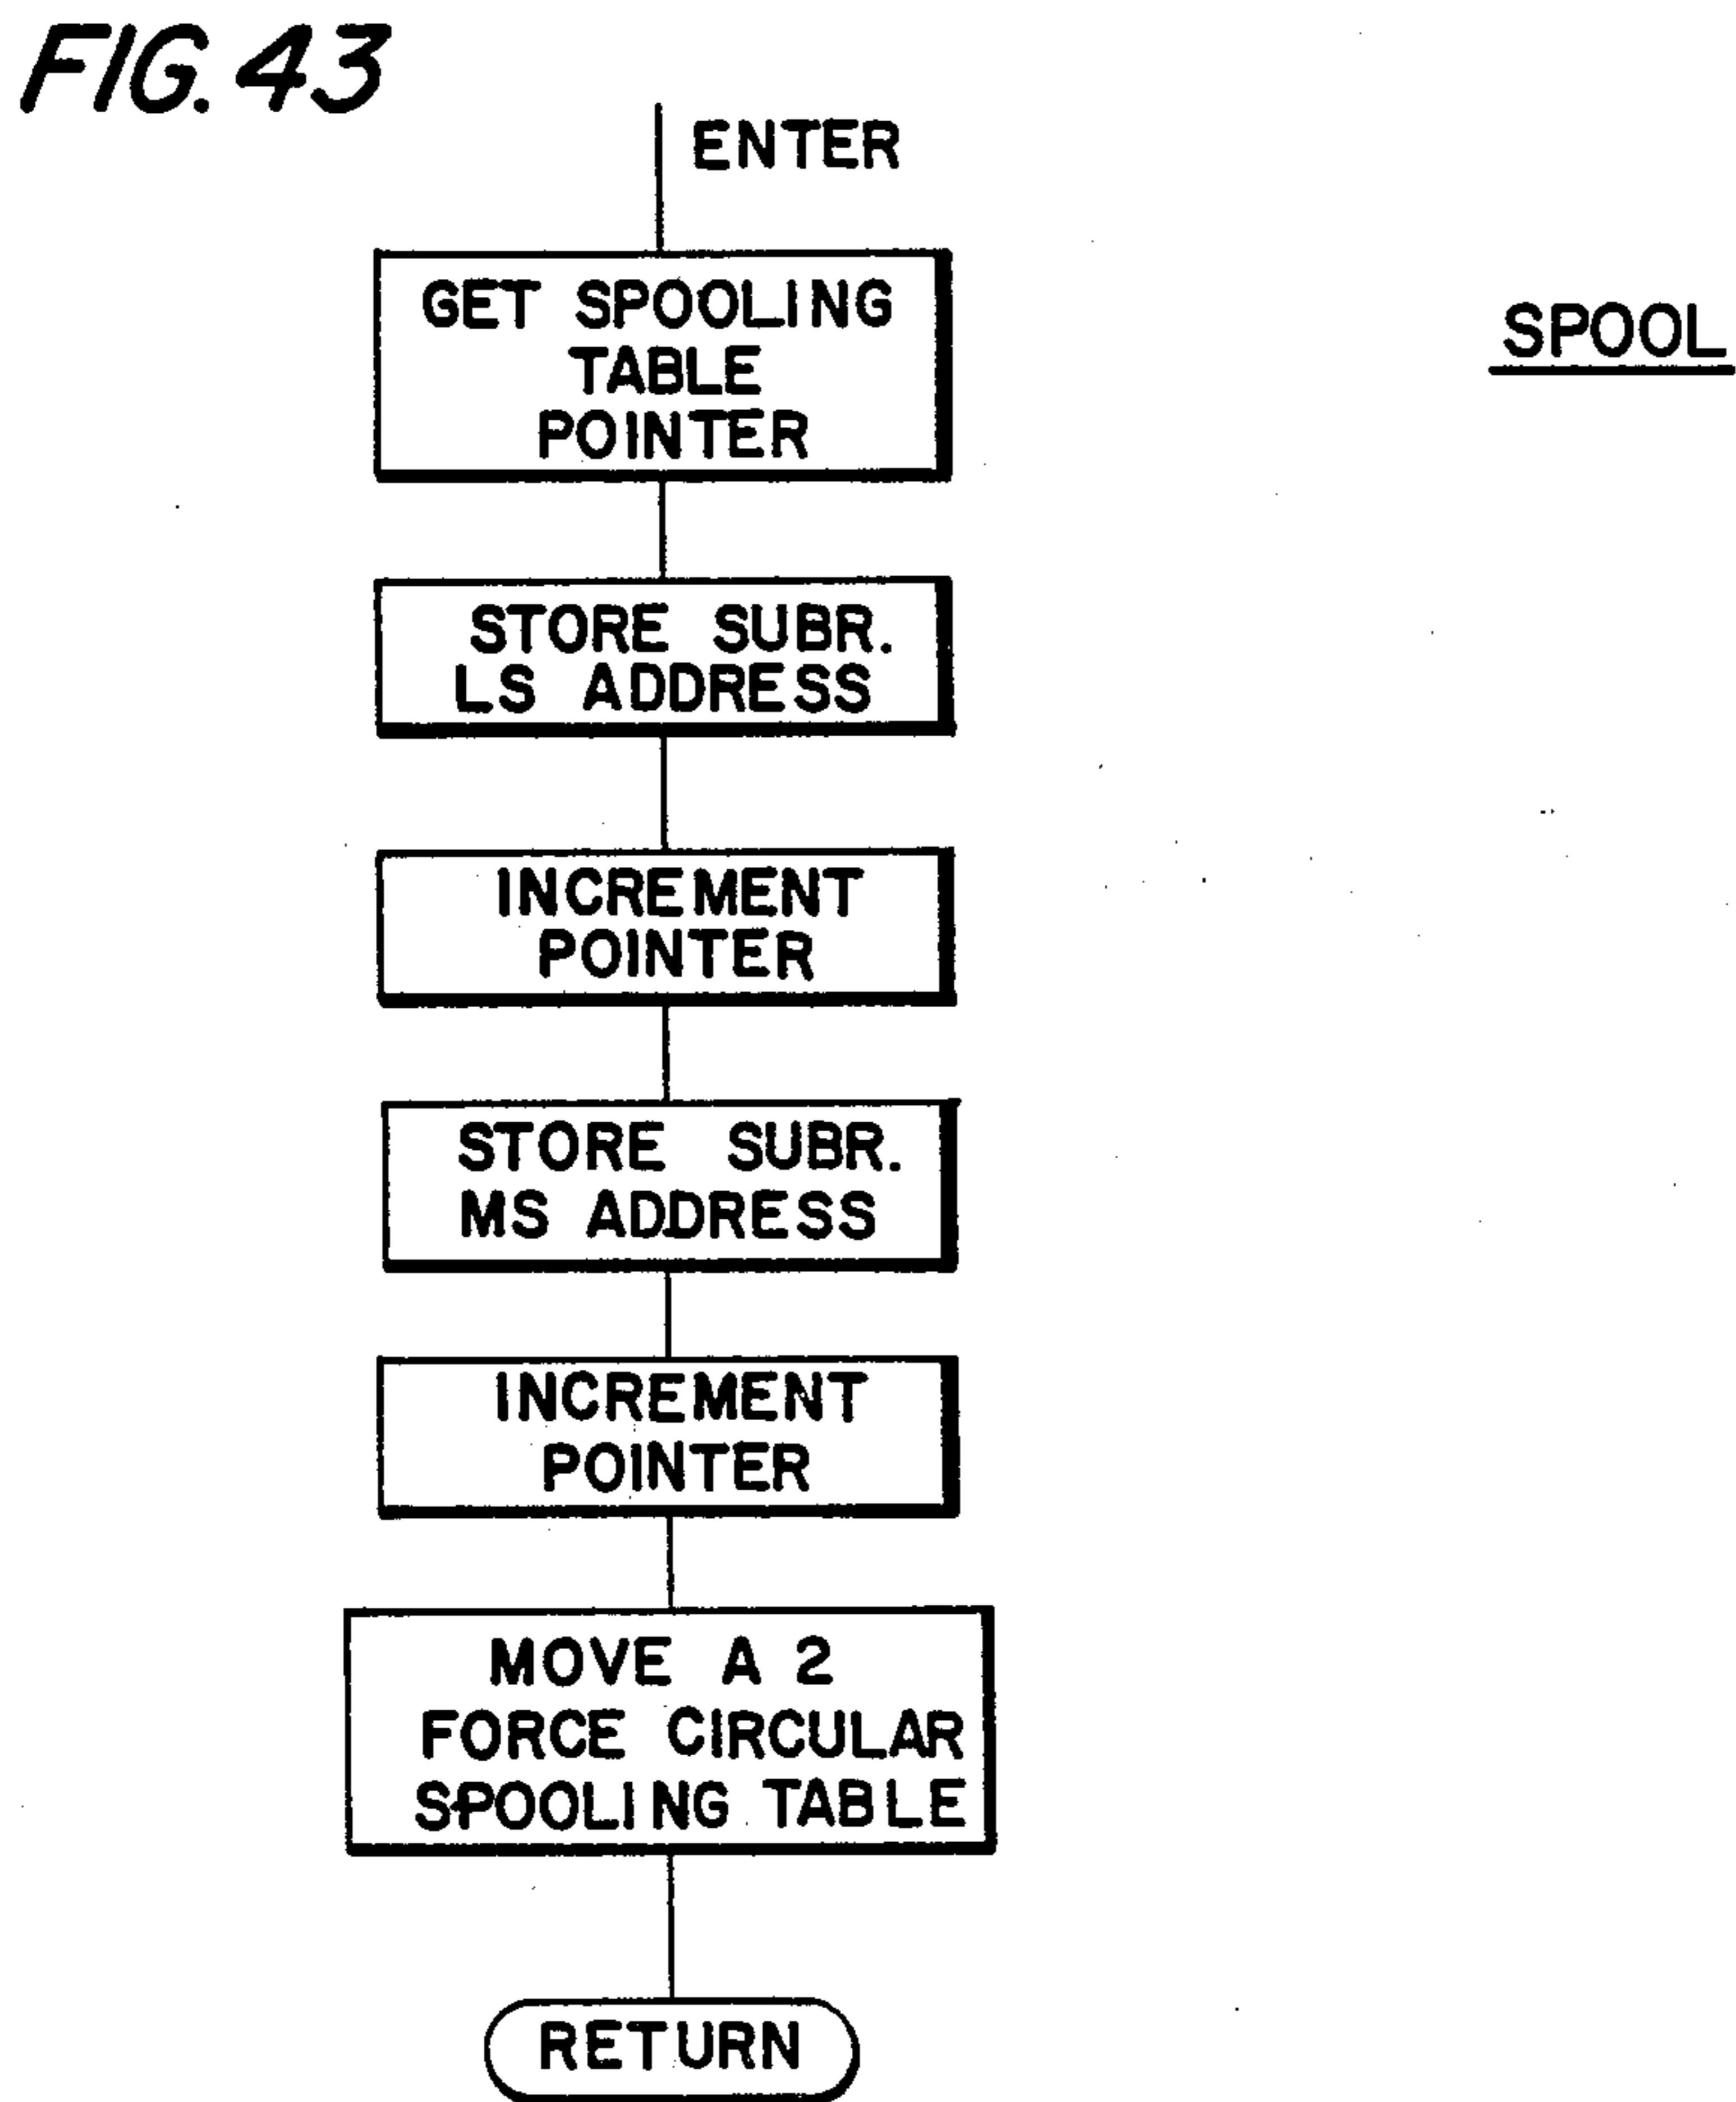 FIG. 43
ENTER
GET SPOOLING
TABLE
POINTER
SPOOL
STORE SUBR.
LS ADDRESS
INCREMENT
POINTER
STORE SUBR.
MS ADDRESS
INCREMENT
POINTER
MOVE A 2
FORCE CIRCULAR
SPOOLING TABLE
RETURN